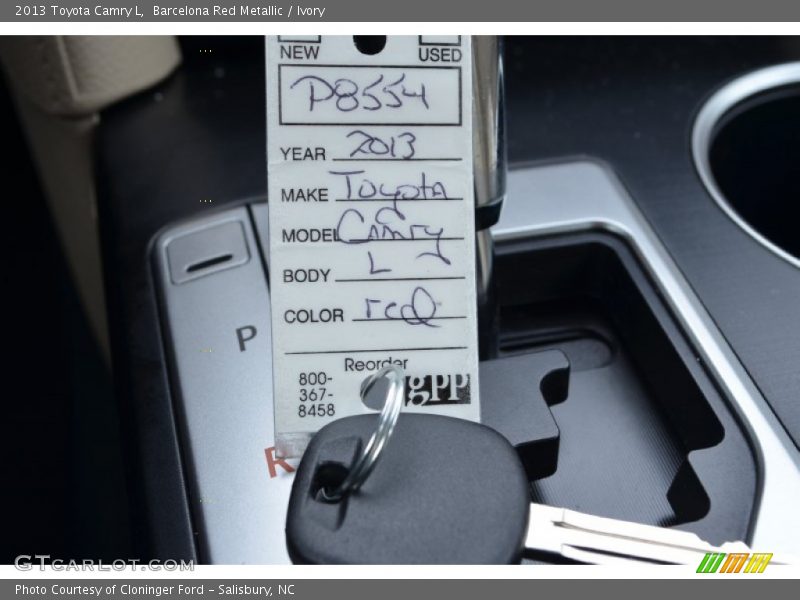 2013 Toyota Camry L,  Barcelona Red Metallic / Ivory
NEW USED
P8554
YEAR 2013
MAKE Toyota
MODEL Camry
BODY L
COLOR red
Reorder
800-
367-
8458
gPP
P
R
GTCARLOT.COM
Photo Courtesy of Cloninger Ford - Salisbury, NC